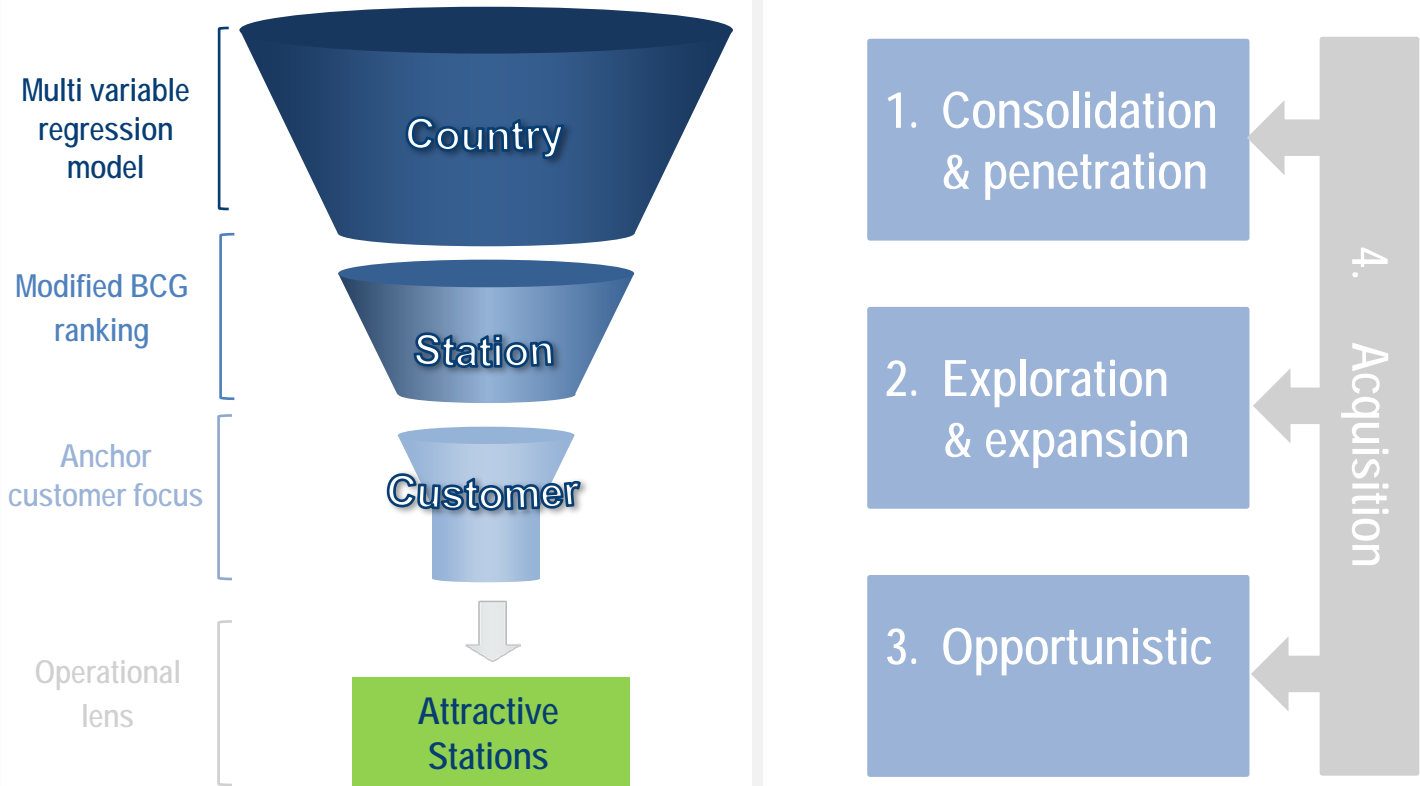 Multi variable
regression
model
Country
Modified BCG
ranking
Station
Anchor
customer focus
Customer
Operational
lens
Attractive
Stations
1. Consolidation
& penetration
2. Exploration
& expansion
3. Opportunistic
4. Acquisition